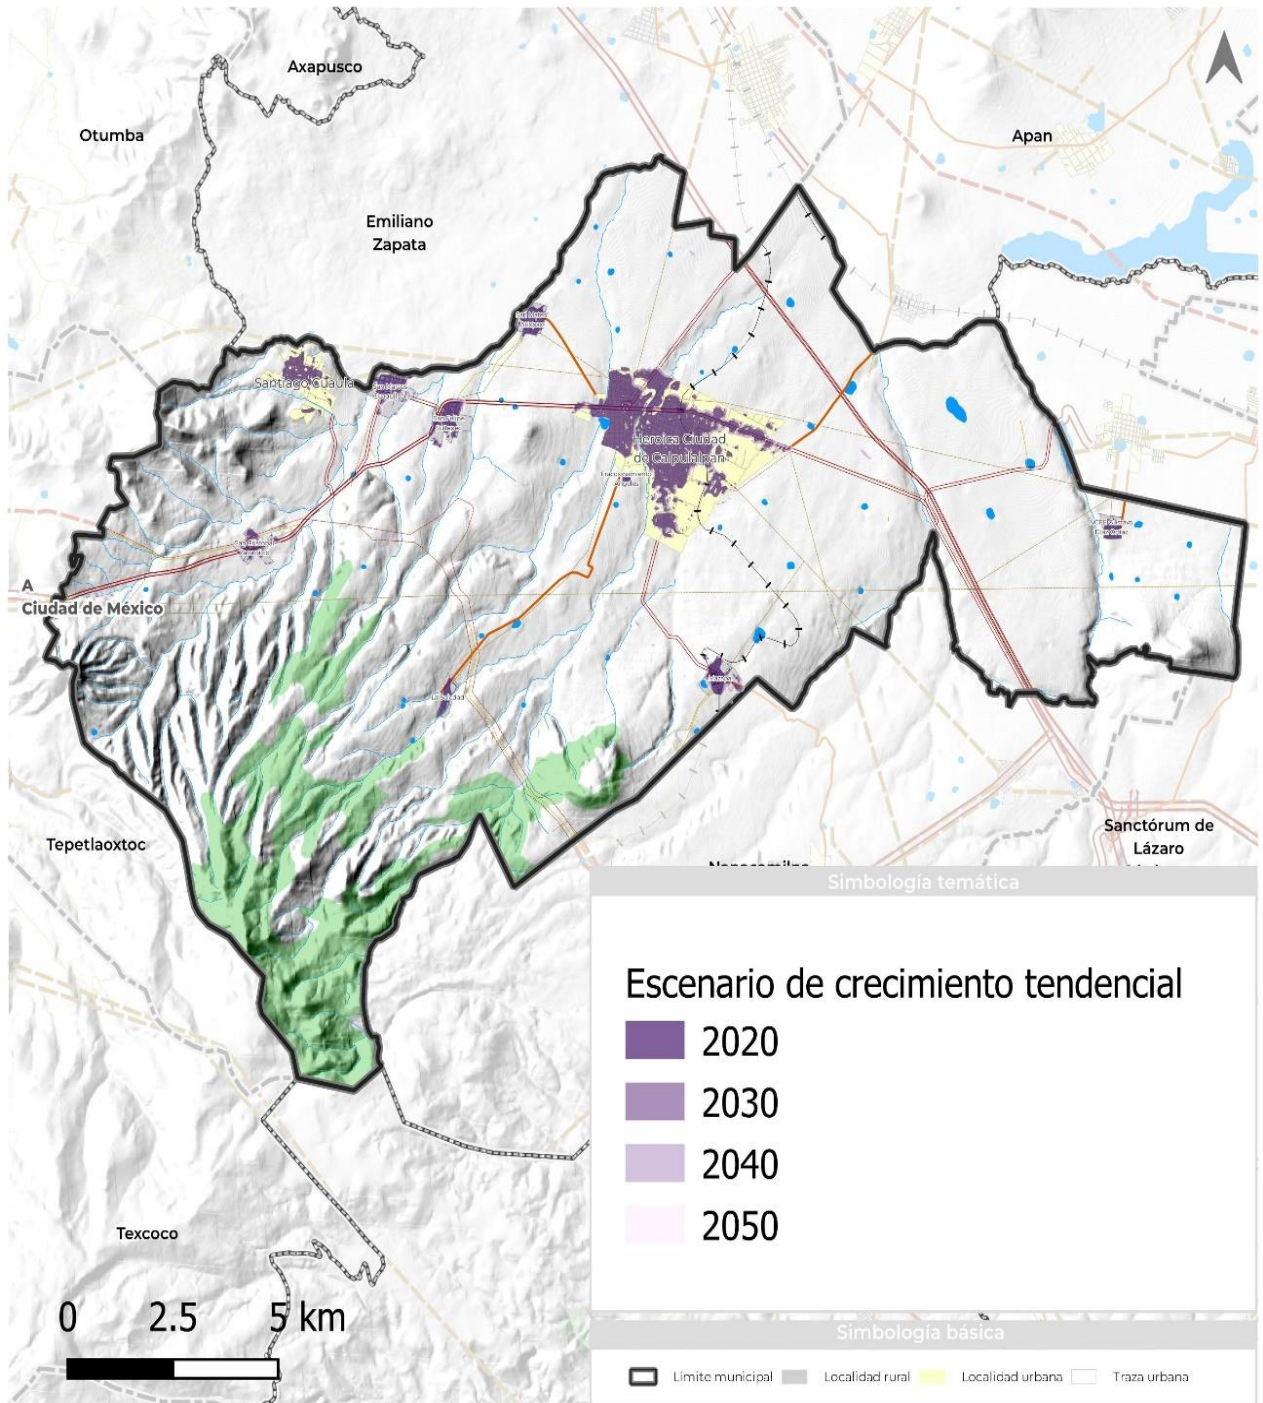 Axapusco
Otumba
Apan
Emiliano
Zapata
Santiago Cuaula
Heroica Ciudad
de Calpulalpan
A
Ciudad de México
Tepetlaoxtoc
Sanctórum de
Lázaro
Simbología temática
Escenario de crecimiento tendencial
2020
2030
2040
2050
Texcoco
0 2.5 5 km
Simbología básica
Límite municipal Localidad rural Localidad urbana Traza urbana